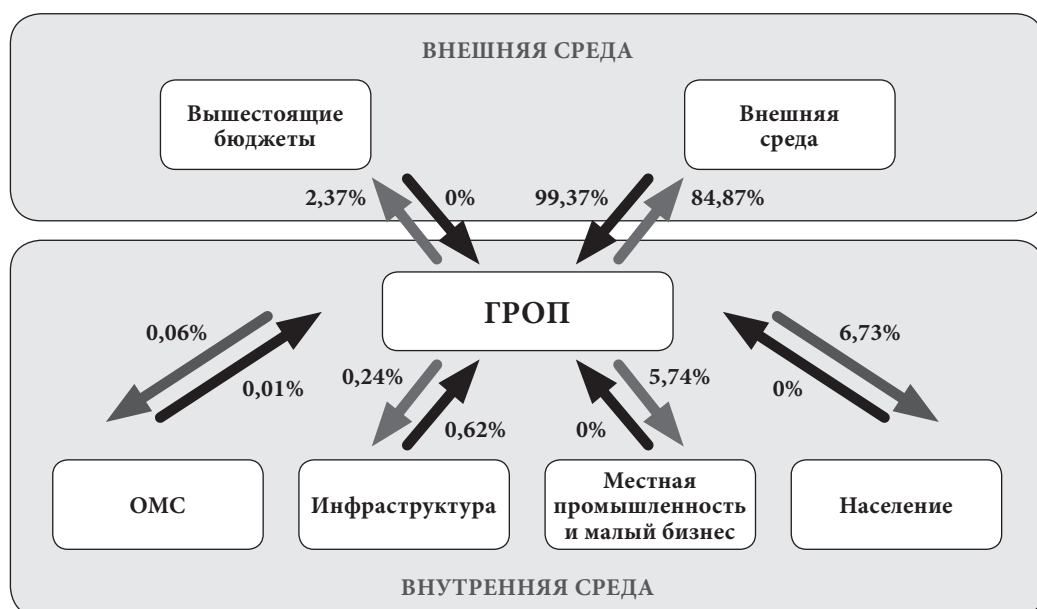 ВНЕШНЯЯ СРЕДА
Вышестоящие
бюджеты
Внешняя
среда
2,37%
0%
99,37%
84,87%
ГРОП
0,06%
0,01%
0,24%
0,62%
5,74%
0%
6,73%
0%
ОМС
Инфраструктура
Местная
промышленность
и малый бизнес
Население
ВНУТРЕННЯЯ СРЕДА